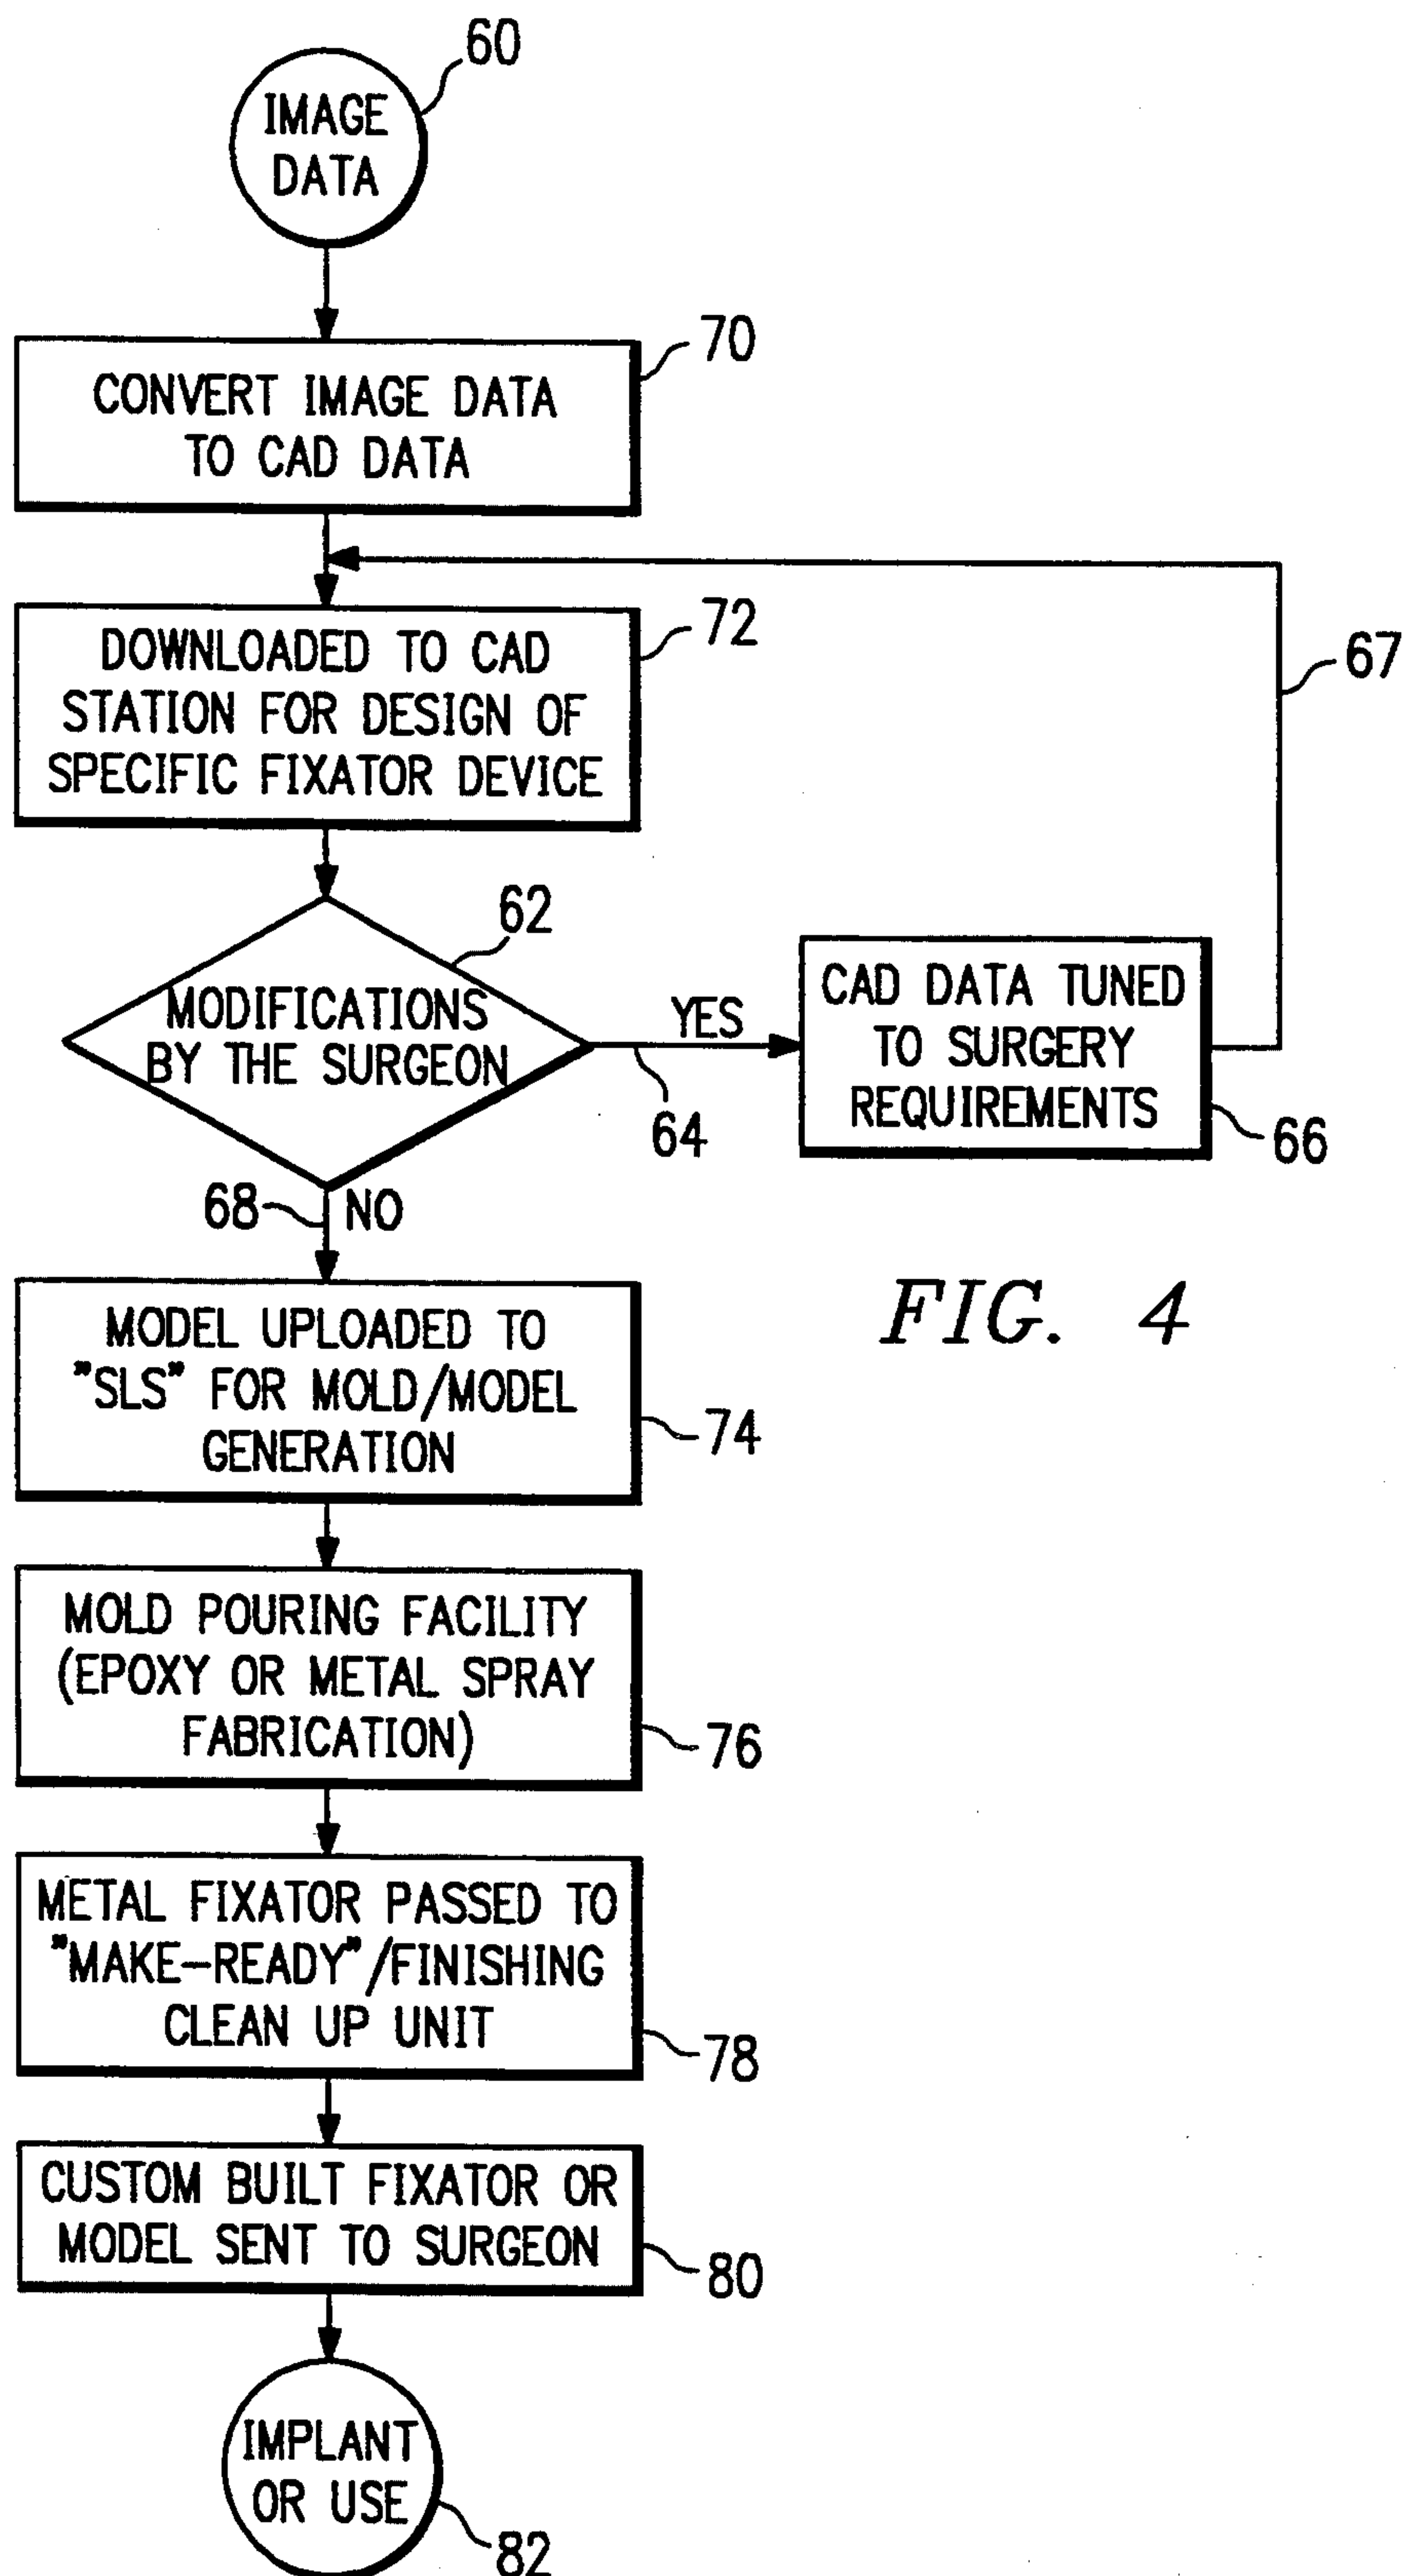 60
IMAGE
DATA
70
CONVERT IMAGE DATA
TO CAD DATA
72
DOWNLOADED TO CAD
STATION FOR DESIGN OF
SPECIFIC FIXATOR DEVICE
67
62
MODIFICATIONS
BY THE SURGEON
YES
64
CAD DATA TUNED
TO SURGERY
REQUIREMENTS
66
68
NO
MODEL UPLOADED TO
"SLS" FOR MOLD/MODEL
GENERATION
74
FIG. 4
MOLD POURING FACILITY
(EPOXY OR METAL SPRAY
FABRICATION)
76
METAL FIXATOR PASSED TO
"MAKE-READY"/FINISHING
CLEAN UP UNIT
78
CUSTOM BUILT FIXATOR OR
MODEL SENT TO SURGEON
80
IMPLANT
OR USE
82